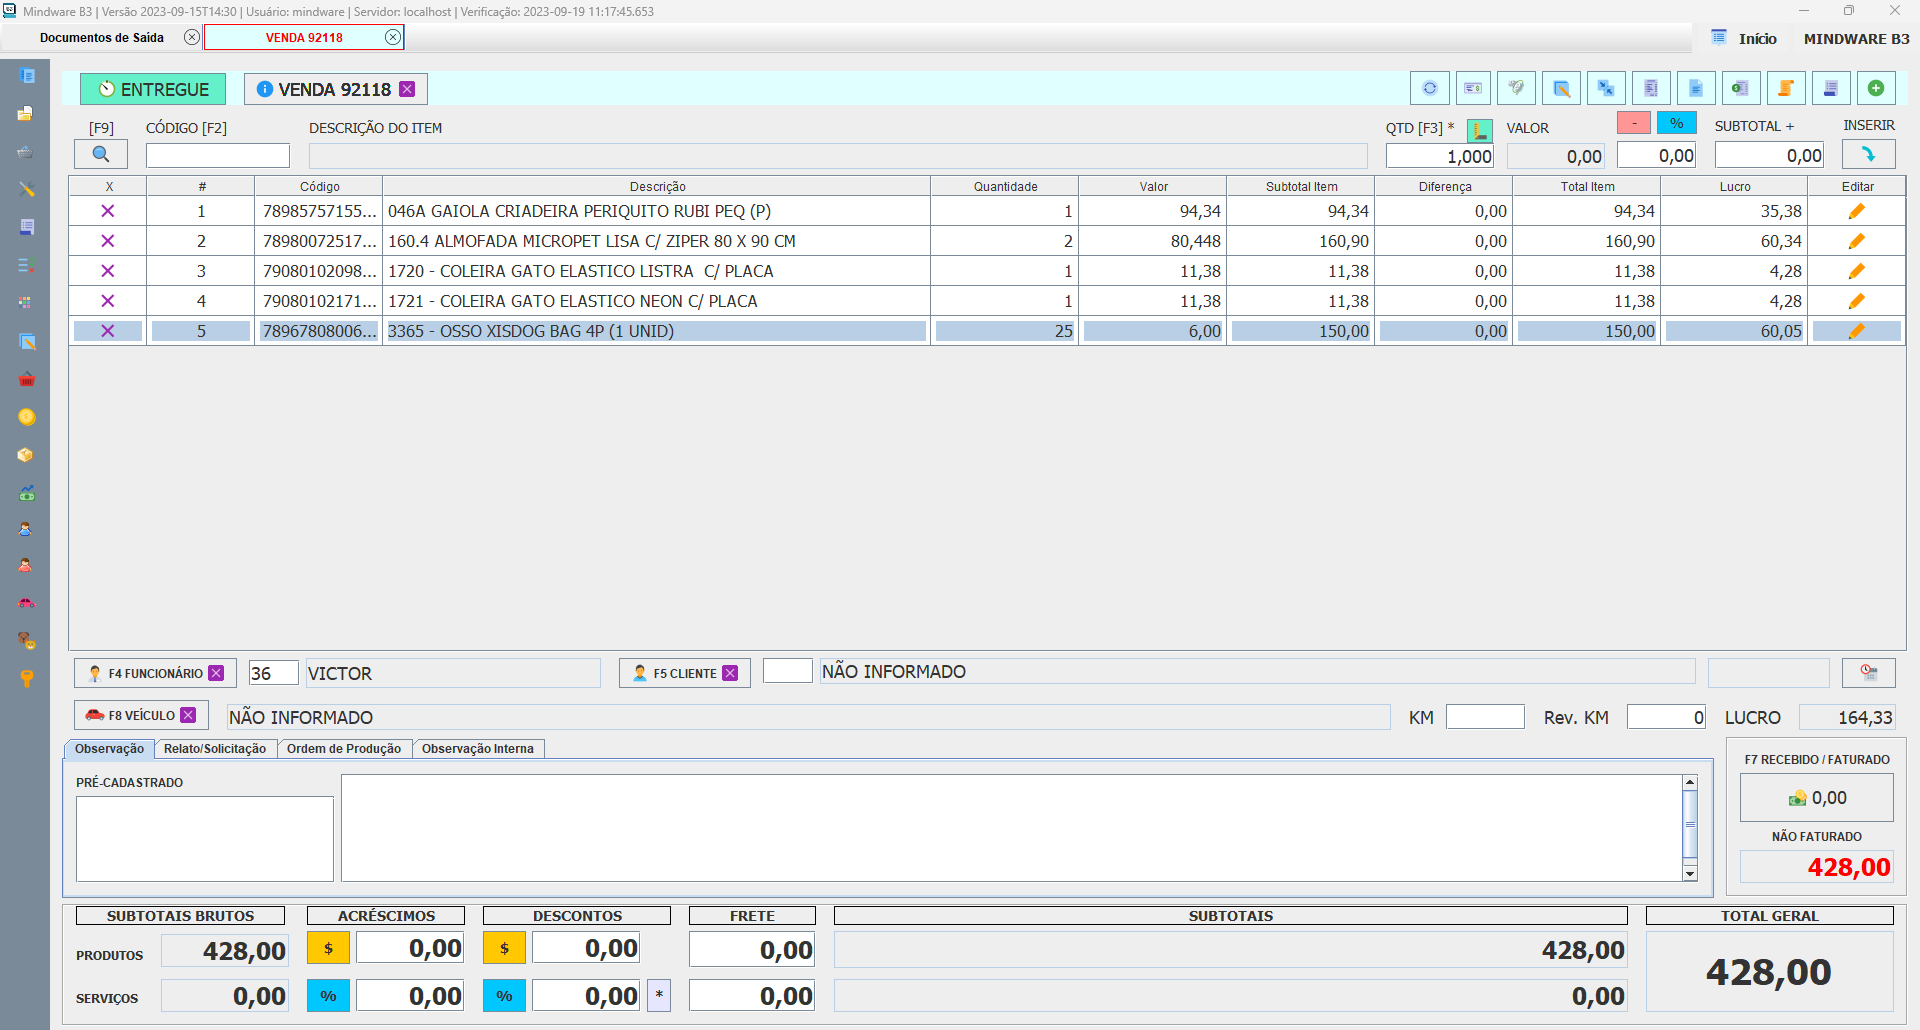 Mindware B3 | Versão 2023-09-15T14:30 | Usuário: mindware | Servidor: localhost | Verificação: 2023-09-19 11:17:45.653
Documentos de Saída VENDA 92118 Início MINDWARE B3
ENTREGUE VENDA 92118
[F9] CÓDIGO [F2] DESCRIÇÃO DO ITEM QTD [F3] * VALOR - % SUBTOTAL + INSERIR
1,000 0,00 0,00 0,00
X # Código Descrição Quantidade Valor Subtotal Item Diferença Total Item Lucro Editar
1 78985757155... 046A GAIOLA CRIADEIRA PERIQUITO RUBI PEQ (P) 1 94,34 94,34 0,00 94,34 35,38
2 78980072517... 160.4 ALMOFADA MICROPET LISA C/ ZIPER 80 X 90 CM 2 80,448 160,90 0,00 160,90 60,34
3 79080102098... 1720 - COLEIRA GATO ELASTICO LISTRA  C/ PLACA 1 11,38 11,38 0,00 11,38 4,28
4 79080102171... 1721 - COLEIRA GATO ELASTICO NEON C/ PLACA 1 11,38 11,38 0,00 11,38 4,28
5 78967808006... 3365 - OSSO XISDOG BAG 4P (1 UNID) 25 6,00 150,00 0,00 150,00 60,05
F4 FUNCIONÁRIO 36 VICTOR F5 CLIENTE NÃO INFORMADO
F8 VEÍCULO NÃO INFORMADO KM Rev. KM 0 LUCRO 164,33
Observação Relato/Solicitação Ordem de Produção Observação Interna
F7 RECEBIDO / FATURADO
PRÉ-CADASTRADO
0,00
NÃO FATURADO
428,00
SUBTOTAIS BRUTOS ACRÉSCIMOS DESCONTOS FRETE SUBTOTAIS TOTAL GERAL
PRODUTOS 428,00 $ 0,00 $ 0,00 0,00 428,00
428,00
SERVIÇOS 0,00 % 0,00 % 0,00 * 0,00 0,00